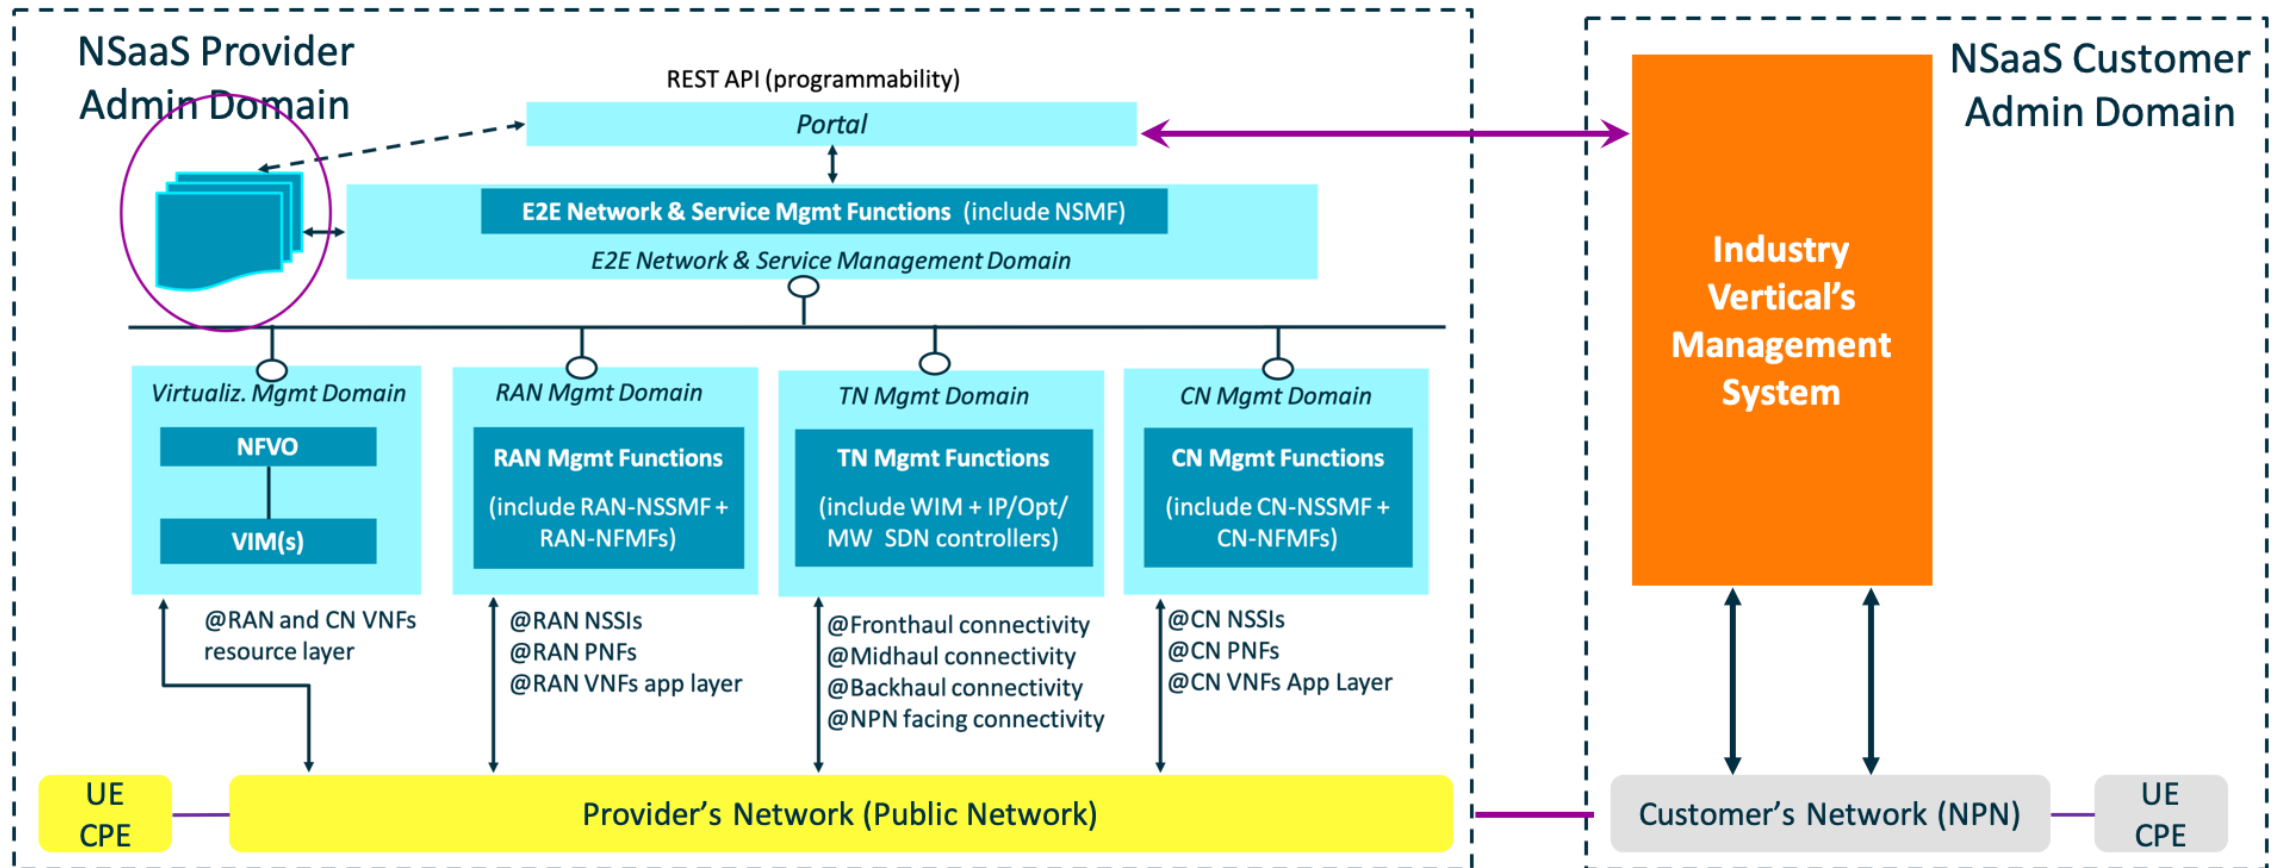 NSaaS Provider
Admin Domain
REST API (programmability)
Portal
E2E Network & Service Mgmt Functions (include NSMF)
E2E Network & Service Management Domain
Virtualiz. Mgmt Domain
NFVO
VIM(s)
RAN Mgmt Domain
RAN Mgmt Functions
(include RAN-NSSMF +
RAN-NFMFs)
TN Mgmt Domain
TN Mgmt Functions
(include WIM + IP/Opt/
MW SDN controllers)
CN Mgmt Domain
CN Mgmt Functions
(include CN-NSSMF +
CN-NFMFs)
@RAN and CN VNFs
resource layer
@RAN NSSIs
@RAN PNFs
@RAN VNFs app layer
@Fronthaul connectivity
@Midhaul connectivity
@Backhaul connectivity
@NPN facing connectivity
@CN NSSIs
@CN PNFs
@CN VNFs App Layer
UE
CPE
Provider’s Network (Public Network)
NSaaS Customer
Admin Domain
Industry
Vertical’s
Management
System
Customer’s Network (NPN)
UE
CPE